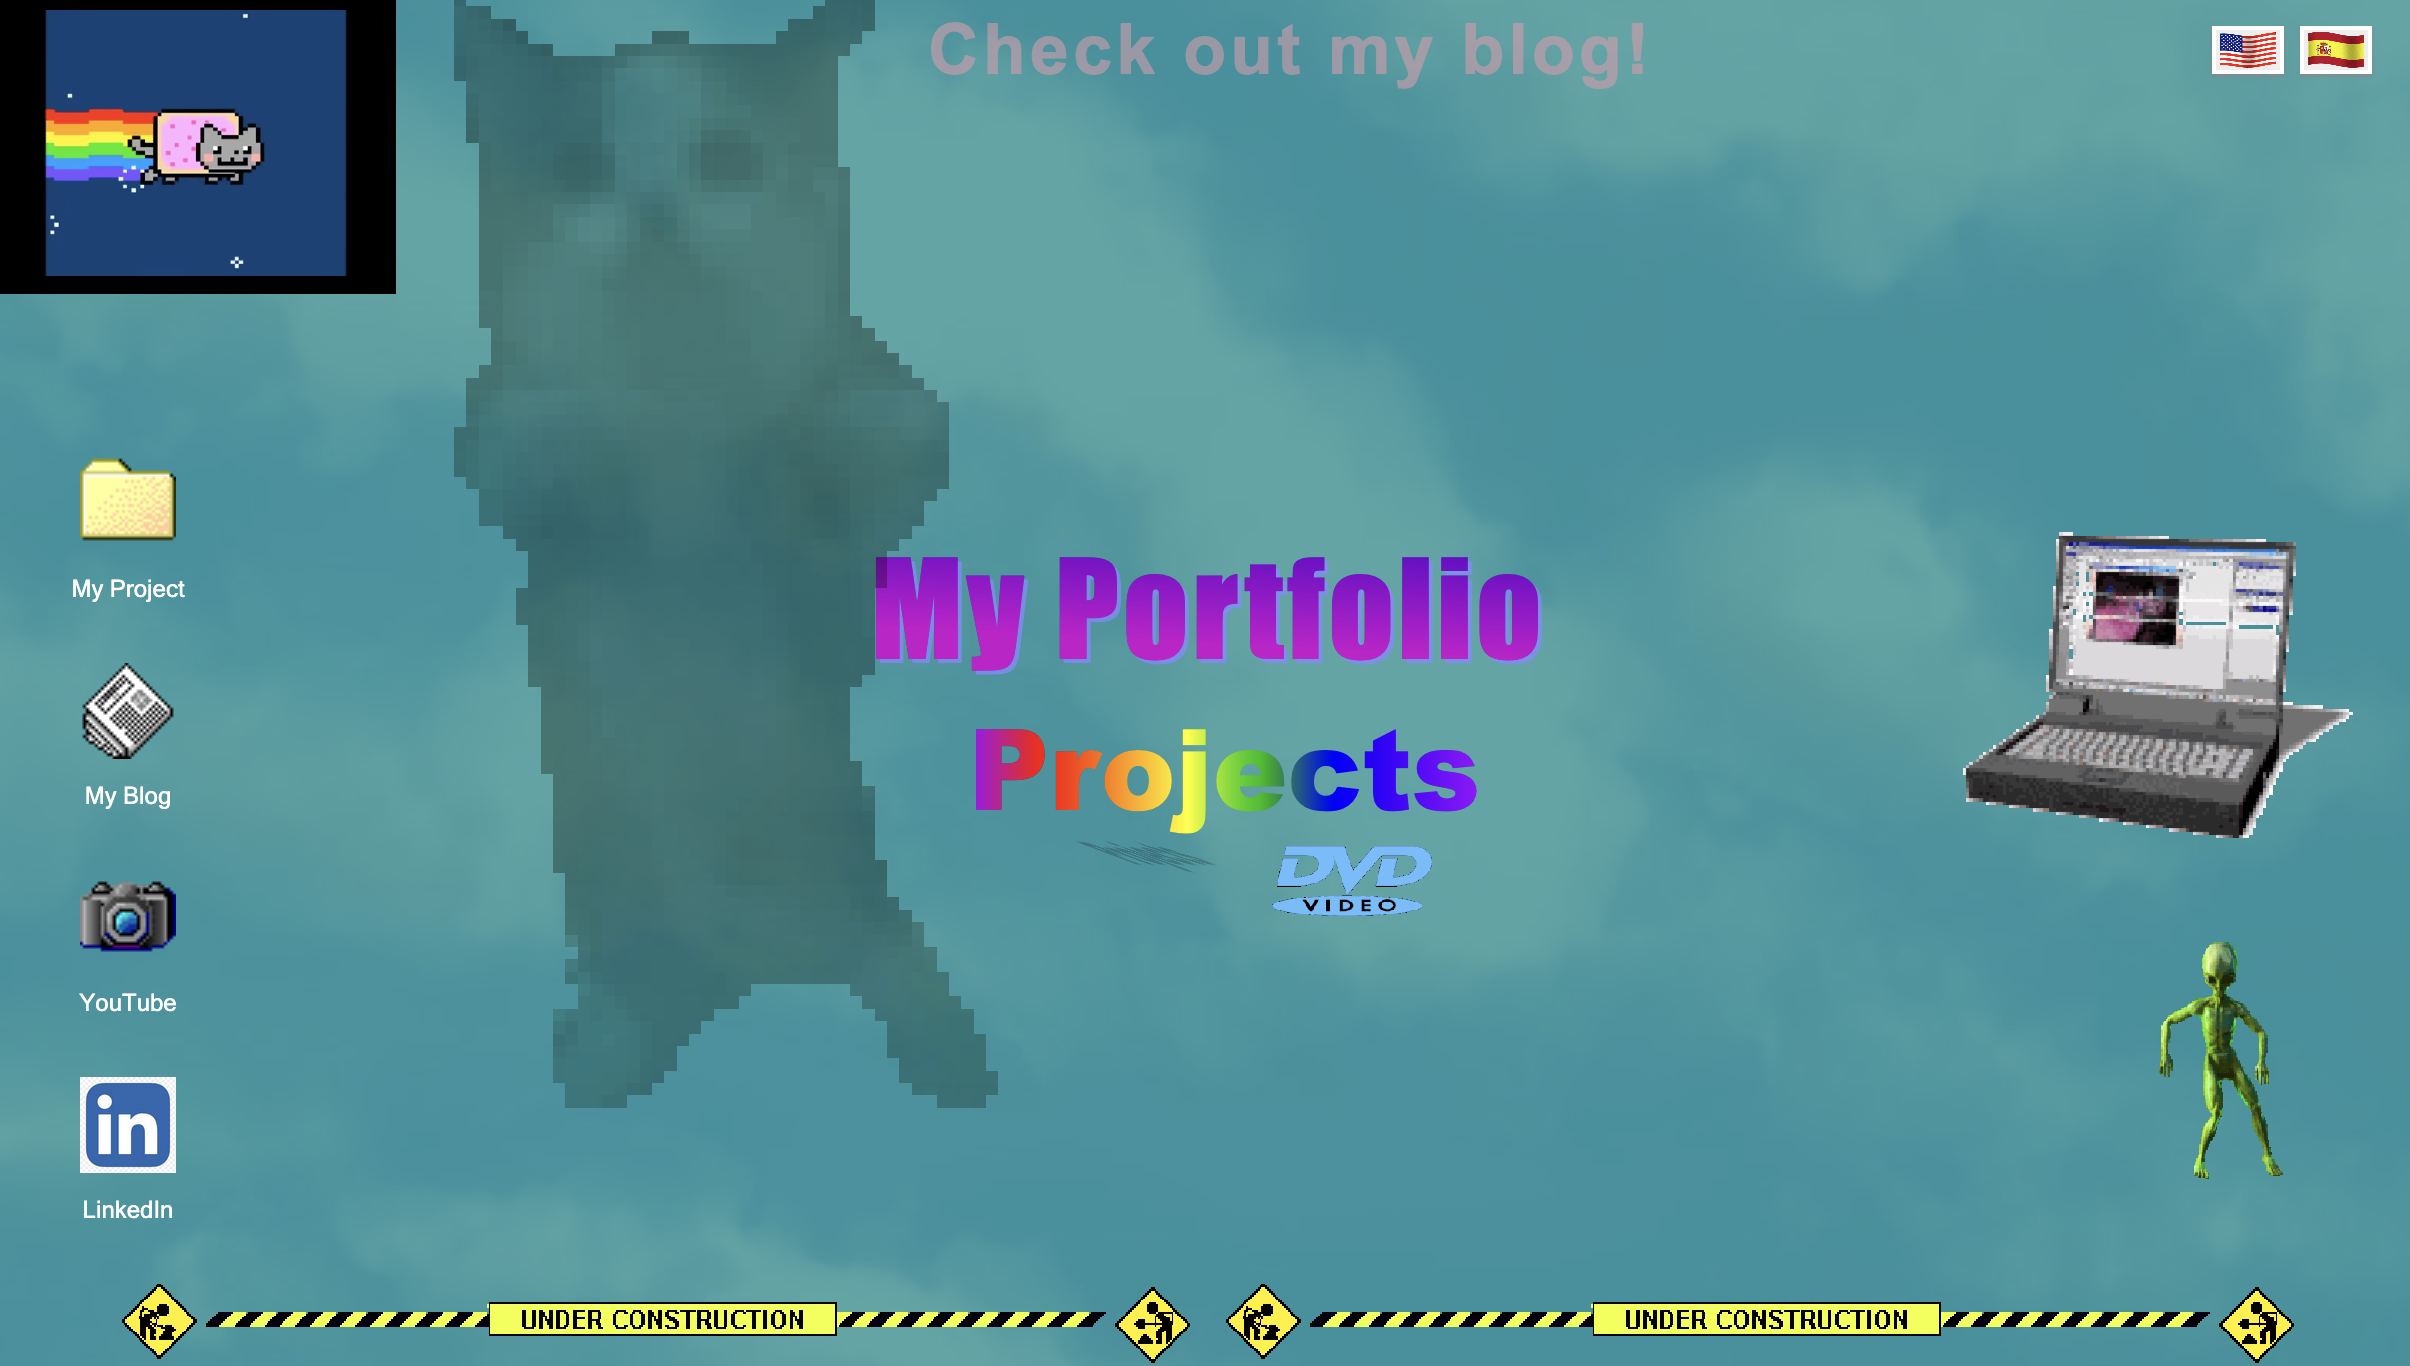 Check out my blog!
My Project
My Blog
YouTube
in
LinkedIn
My Portfolio
Projects
DVD
VIDEO
UNDER CONSTRUCTION
UNDER CONSTRUCTION